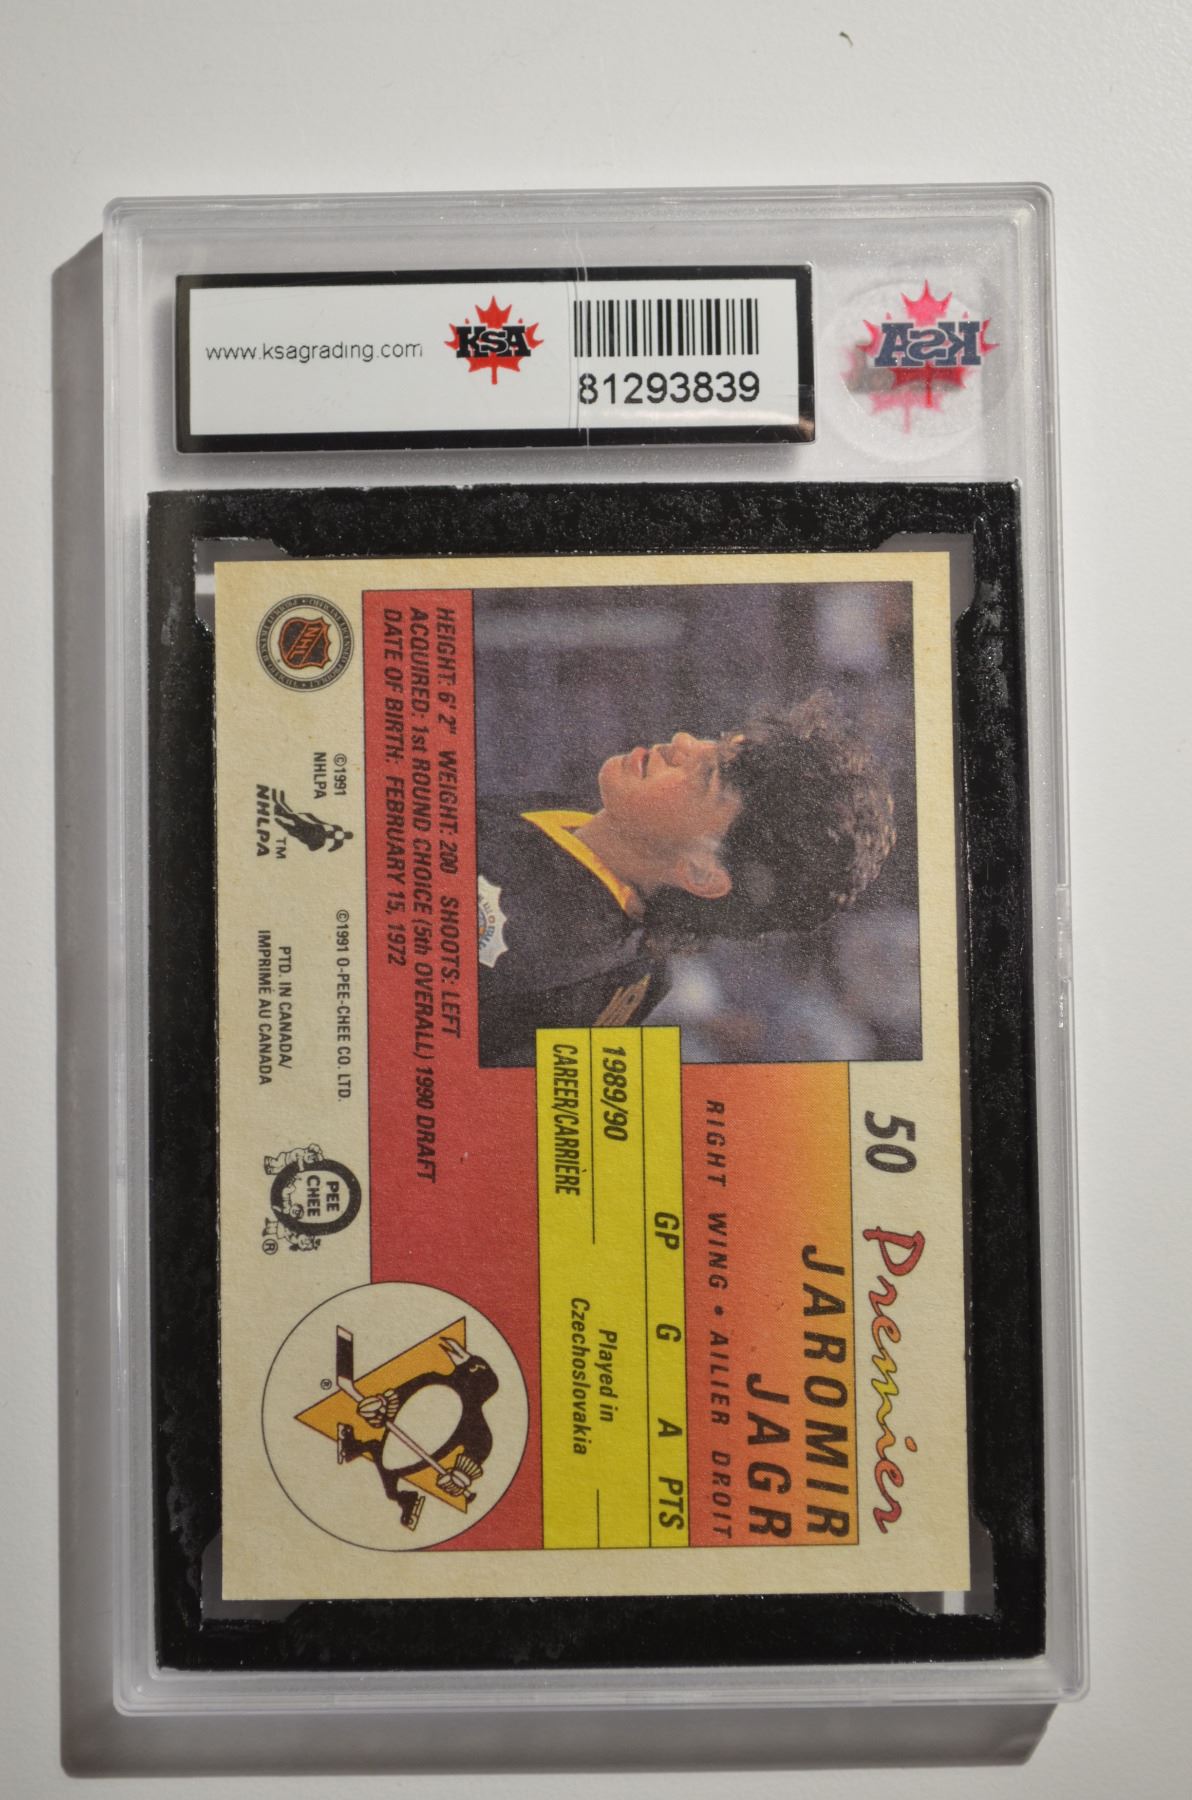 www.ksagrading.com
KSA
81293839
KSA
50 Premier
JAROMIR
JAGR
RIGHT WING • AILIER DROIT
GP G A PTS
1989/90 Played in
CAREER/CARRIÈRE Czechoslovakia
HEIGHT: 6' 2" WEIGHT: 200 SHOOTS: LEFT
ACQUIRED: 1st ROUND CHOICE (5th OVERALL) 1990 DRAFT
DATE OF BIRTH: FEBRUARY 15, 1972
NHL
©1991
NHLPA
NHLPA
TM
©1991 O-PEE-CHEE CO. LTD.
PTD. IN CANADA/
IMPRIMÉ AU CANADA
O
PEE
CHEE
®
®